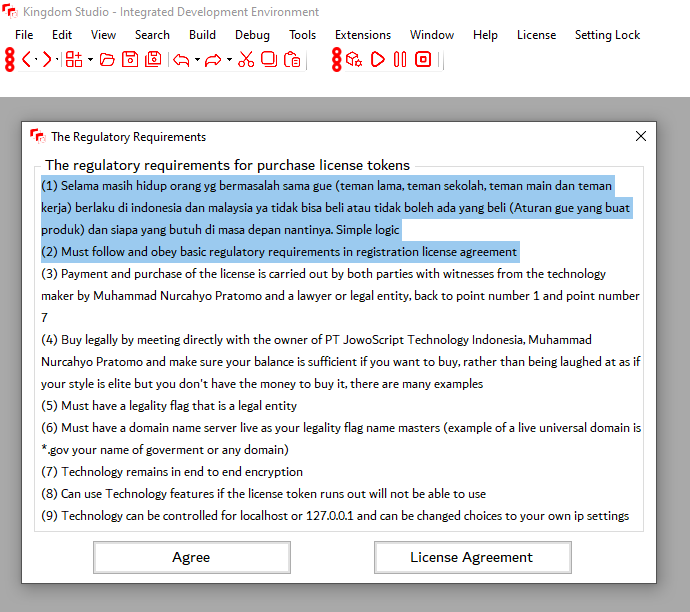 Kingdom Studio - Integrated Development Environment
File Edit View Search Build Debug Tools Extensions Window Help License Setting Lock
The Regulatory Requirements
The regulatory requirements for purchase license tokens
(1) Selama masih hidup orang yg bermasalah sama gue (teman lama, teman sekolah, teman main dan teman
kerja) berlaku di indonesia dan malaysia ya tidak bisa beli atau tidak boleh ada yang beli (Aturan gue yang buat
produk) dan siapa yang butuh di masa depan nantinya. Simple logic
(2) Must follow and obey basic regulatory requirements in registration license agreement
(3) Payment and purchase of the license is carried out by both parties with witnesses from the technology
maker by Muhammad Nurcahyo Pratomo and a lawyer or legal entity, back to point number 1 and point number
7
(4) Buy legally by meeting directly with the owner of PT JowoScript Technology Indonesia, Muhammad
Nurcahyo Pratomo and make sure your balance is sufficient if you want to buy, rather than being laughed at as if
your style is elite but you don't have the money to buy it, there are many examples
(5) Must have a legality flag that is a legal entity
(6) Must have a domain name server live as your legality flag name masters (example of a live universal domain is
*.gov your name of goverment or any domain)
(7) Technology remains in end to end encryption
(8) Can use Technology features if the license token runs out will not be able to use
(9) Technology can be controlled for localhost or 127.0.0.1 and can be changed choices to your own ip settings
Agree
License Agreement